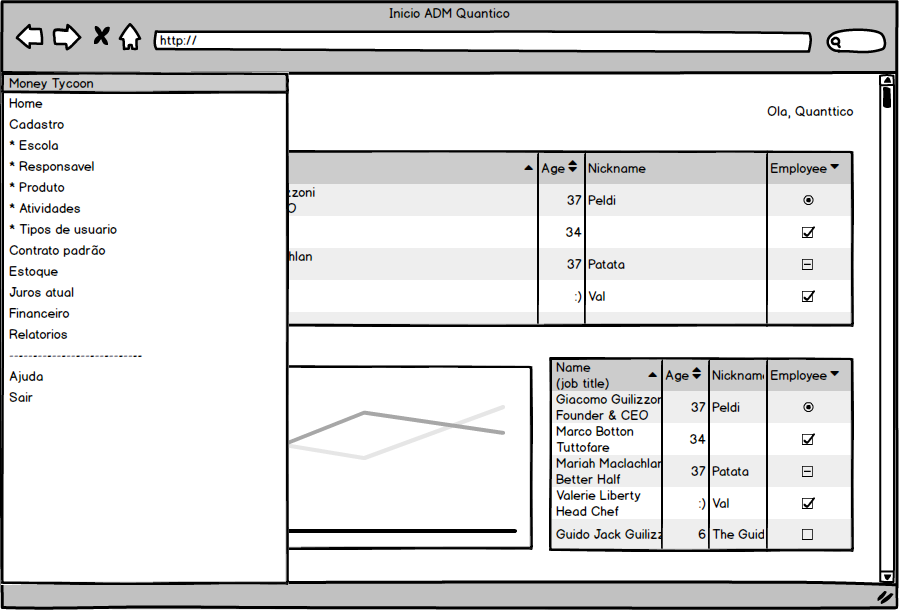 Inicio ADM Quantico
http://
Money Tycoon
Home
Cadastro
* Escola
* Responsavel
* Produto
* Atividades
* Tipos de usuario
Contrato padrão
Estoque
Juros atual
Financeiro
Relatorios
----------------------------
Ajuda
Sair
Ola, Quanttico
Age Nickname Employee
zzoni 37 Peldi
O
34
hlan 37 Patata
:) Val
Name
(job title) Age Nicknam Employee
Giacomo Guilizzor 37 Peldi
Founder & CEO
Marco Botton 34
Tuttofare
Mariah Maclachlar 37 Patata
Better Half
Valerie Liberty :) Val
Head Chef
Guido Jack Guilizz 6 The Guid